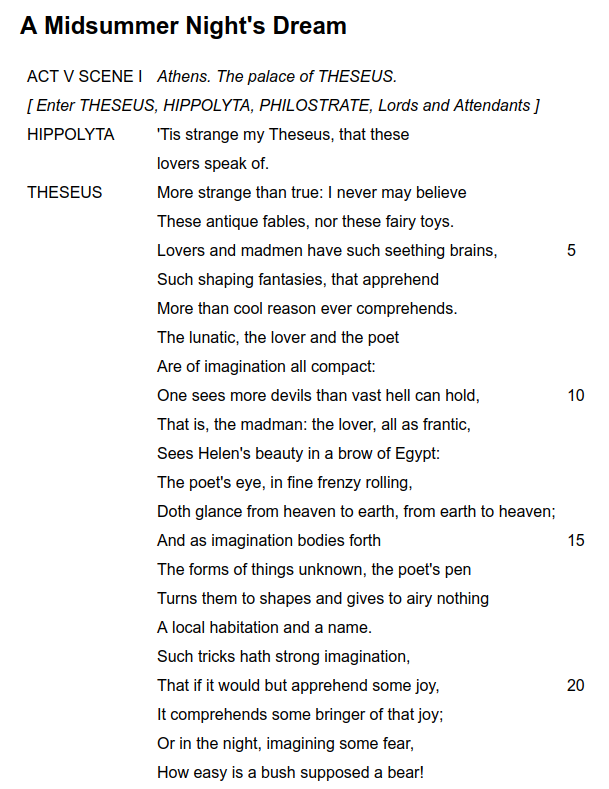 A Midsummer Night's Dream
ACT V SCENE I Athens. The palace of THESEUS.
[ Enter THESEUS, HIPPOLYTA, PHILOSTRATE, Lords and Attendants ]
HIPPOLYTA 'Tis strange my Theseus, that these
lovers speak of.
THESEUS More strange than true: I never may believe
These antique fables, nor these fairy toys.
Lovers and madmen have such seething brains, 5
Such shaping fantasies, that apprehend
More than cool reason ever comprehends.
The lunatic, the lover and the poet
Are of imagination all compact:
One sees more devils than vast hell can hold, 10
That is, the madman: the lover, all as frantic,
Sees Helen's beauty in a brow of Egypt:
The poet's eye, in fine frenzy rolling,
Doth glance from heaven to earth, from earth to heaven;
And as imagination bodies forth 15
The forms of things unknown, the poet's pen
Turns them to shapes and gives to airy nothing
A local habitation and a name.
Such tricks hath strong imagination,
That if it would but apprehend some joy, 20
It comprehends some bringer of that joy;
Or in the night, imagining some fear,
How easy is a bush supposed a bear!